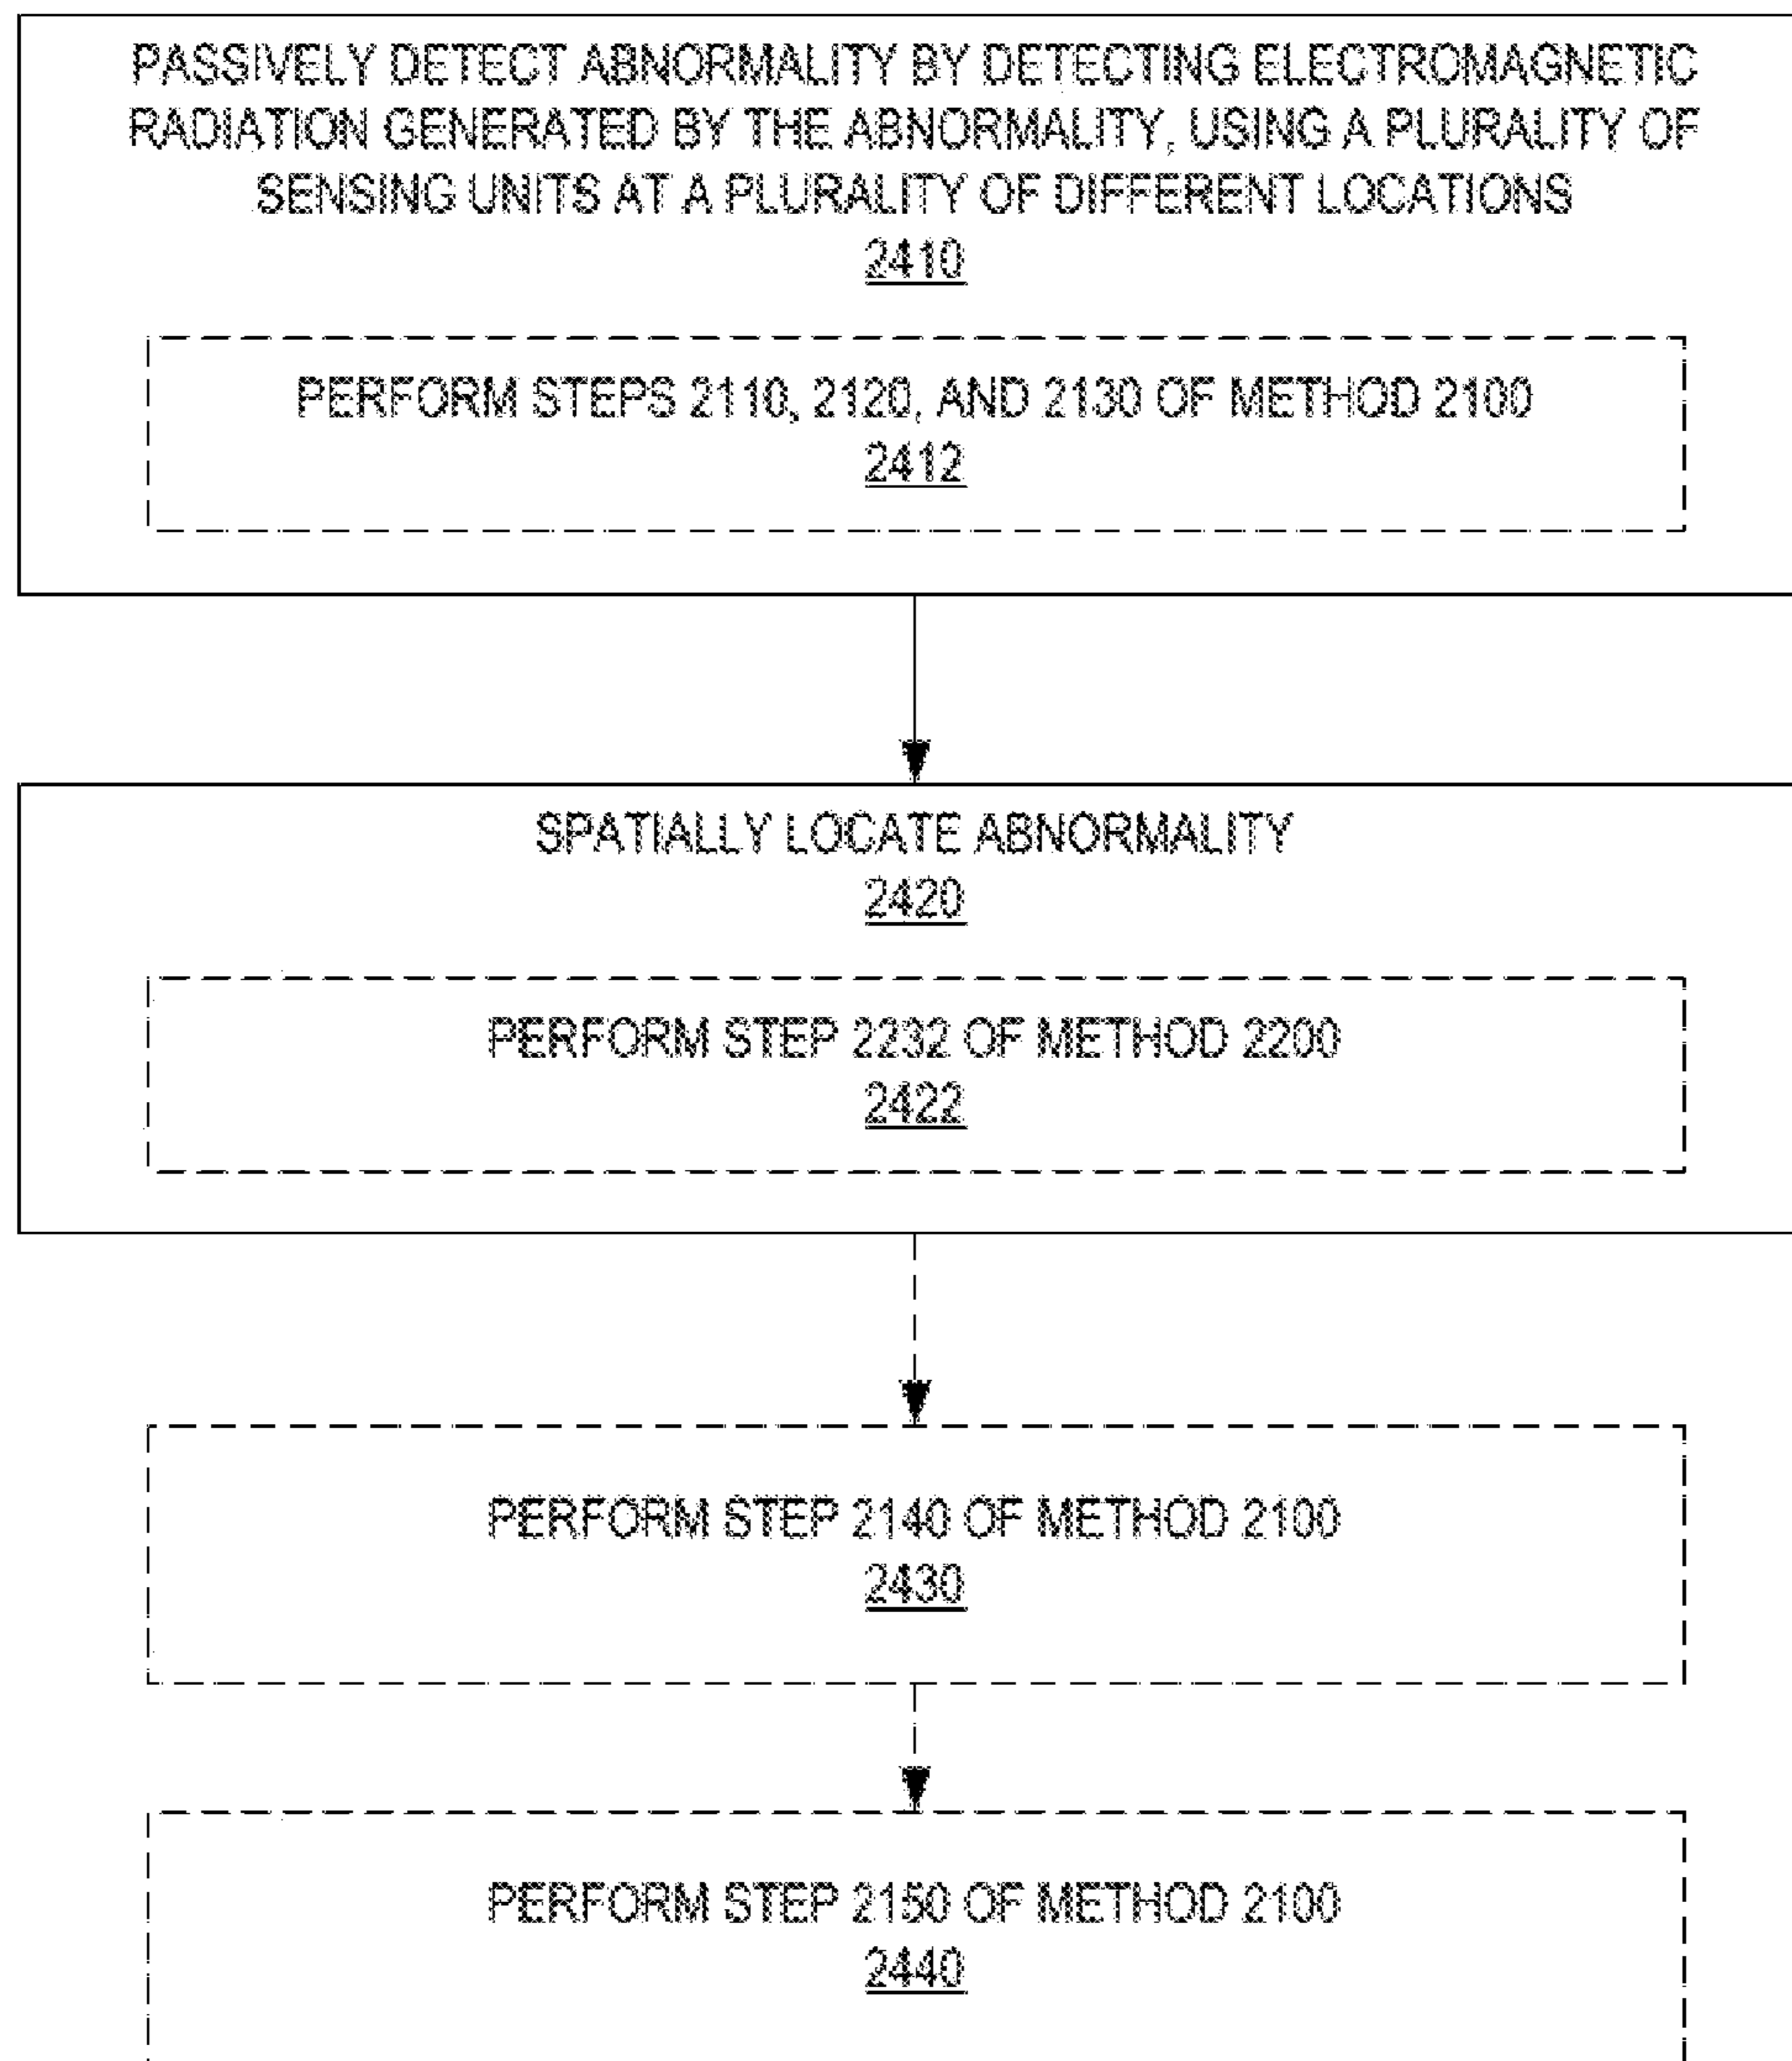 PASSIVELY DETECT ABNORMALITY BY DETECTING ELECTROMAGNETIC
RADIATION GENERATED BY THE ABNORMALITY, USING A PLURALITY OF
SENSING UNITS AT A PLURALITY OF DIFFERENT LOCATIONS
2410
PERFORM STEPS 2110, 2120, AND 2130 OF METHOD 2100
2412
SPATIALLY LOCATE ABNORMALITY
2420
PERFORM STEP 2232 OF METHOD 2200
2422
PERFORM STEP 2140 OF METHOD 2100
2430
PERFORM STEP 2150 OF METHOD 2100
2440